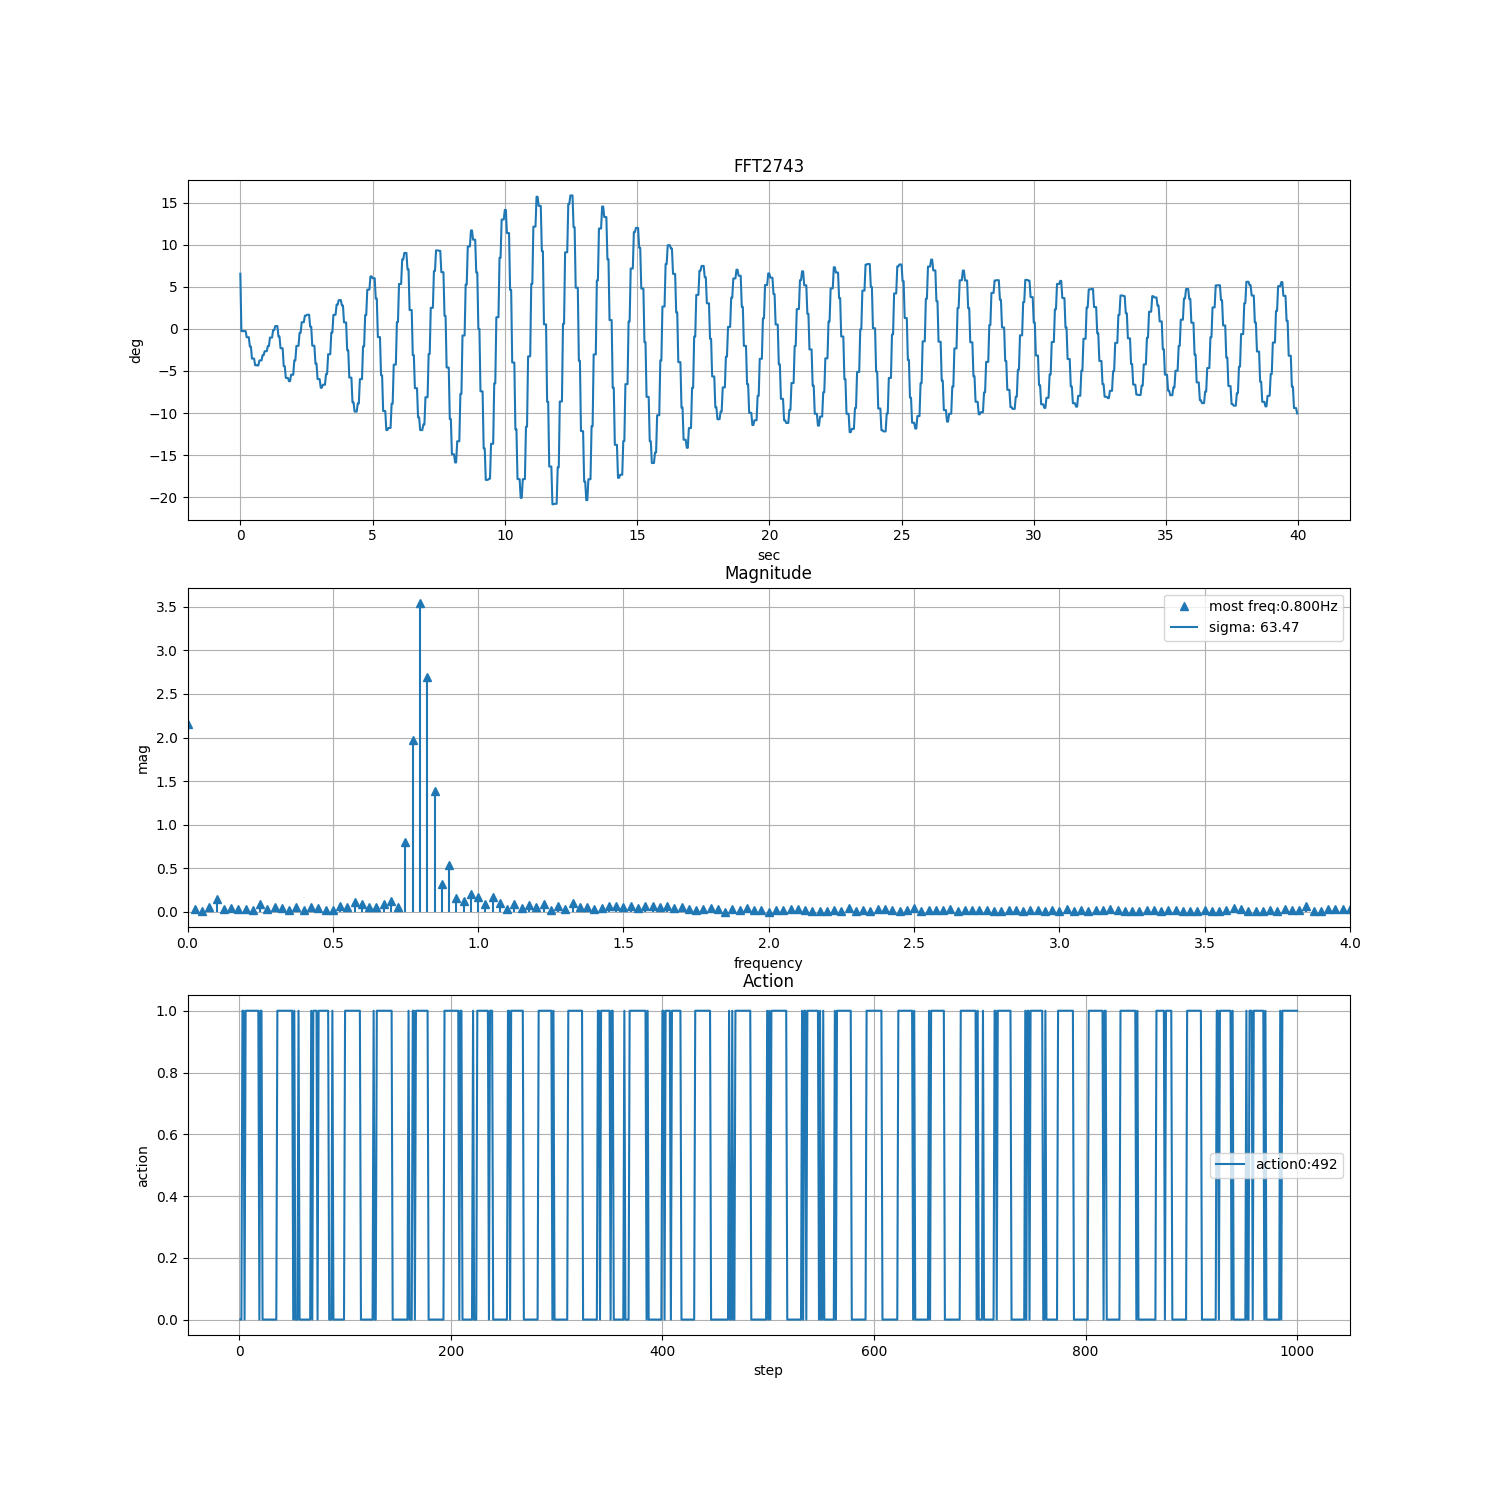 FFT2743
15
10
5
0
−5
−10
−15
−20
deg
0 5 10 15 20 25 30 35 40
sec
Magnitude
3.5
3.0
2.5
2.0
1.5
1.0
0.5
0.0
mag
most freq:0.800Hz
sigma: 63.47
0.0 0.5 1.0 1.5 2.0 2.5 3.0 3.5 4.0
frequency
Action
1.0
0.8
0.6
0.4
0.2
0.0
action
action0:492
0 200 400 600 800 1000
step